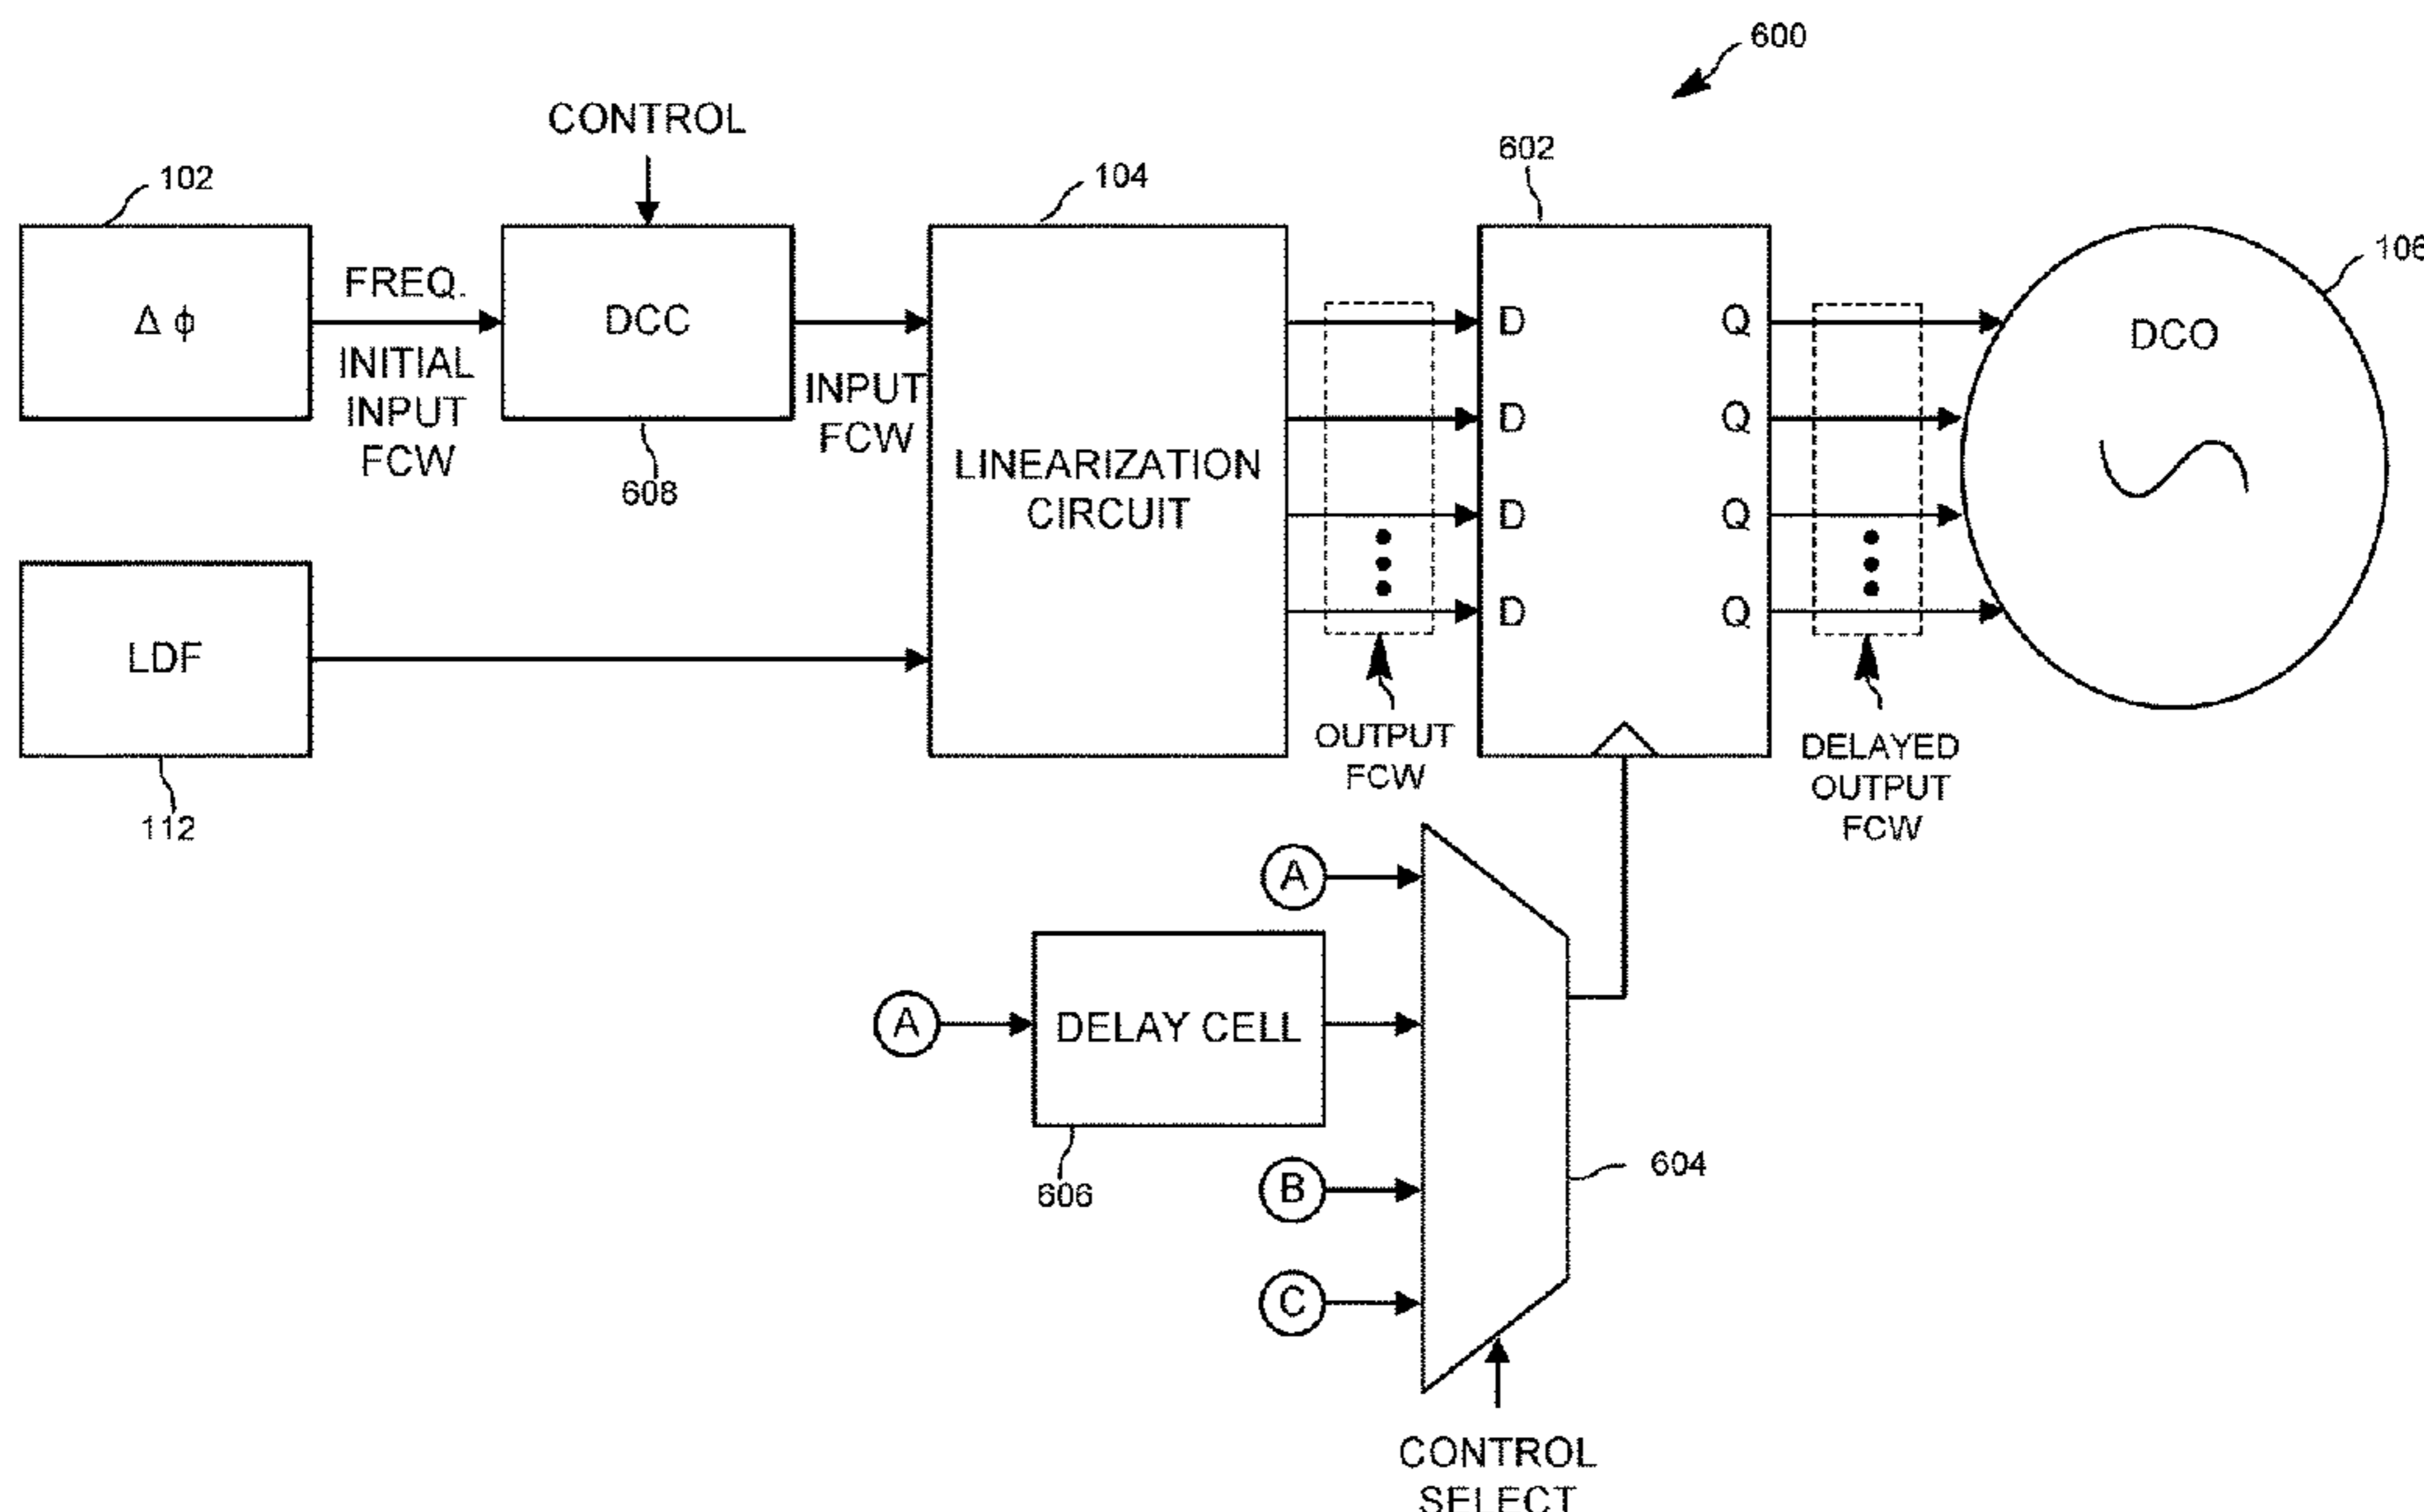 600
CONTROL
602
102
104
106
Δ ϕ
FREQ.
INITIAL
INPUT
FCW
DCC
INPUT
FCW
608
LINEARIZATION
CIRCUIT
D
D
D
D
Q
Q
Q
Q
DCO
LDF
112
OUTPUT
FCW
DELAYED
OUTPUT
FCW
A
A
DELAY CELL
606
B
604
C
CONTROL
SELECT